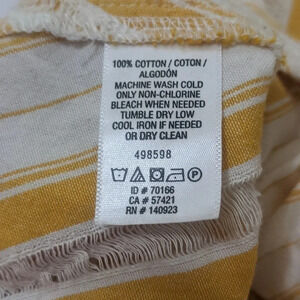 100% COTTON / COTON /
ALGODÓN
MACHINE WASH COLD
ONLY NON-CHLORINE
BLEACH WHEN NEEDED
TUMBLE DRY LOW
COOL IRON IF NEEDED
OR DRY CLEAN
498598
ID # 70166
CA # 57421
RN # 140923